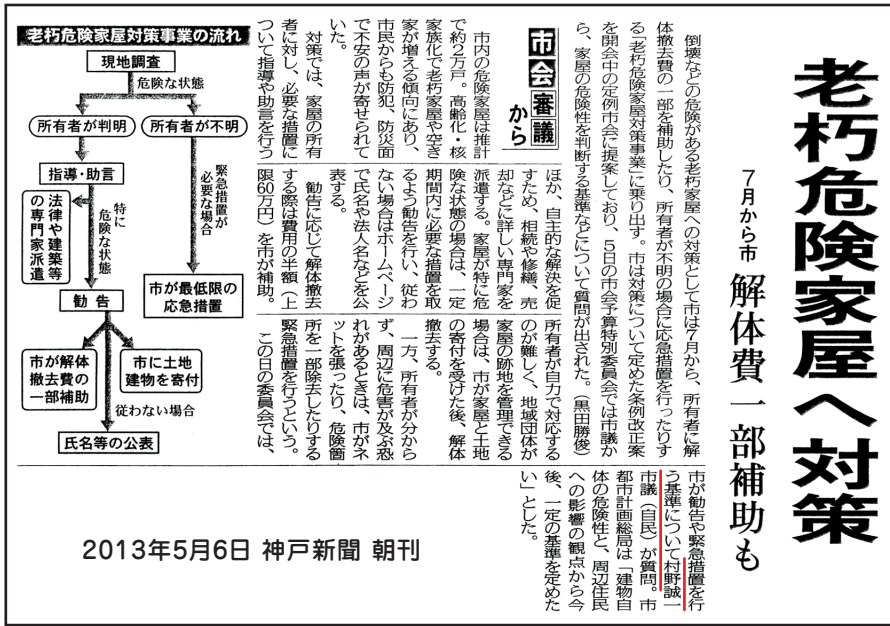 老朽危険家屋へ対策
7月から市 解体費一部補助も
倒壊などの危険がある老朽家屋への対策として市は7月から、所有者に解
体撤去費の一部を補助したり、所有者が不明の場合に応急措置を行ったりす
る「老朽危険家屋対策事業」に乗り出す。市は対策について定めた条例改正案
を開会中の定例市会に提案しており、5日の市会予算特別委員会では市議か
ら、家屋の危険性を判断する基準などについて質問が出された。（黒田勝俊）
市会審議から
市内の危険家屋は推計
で約2万戸。高齢化・核
家族化で老朽家屋や空き
家が増える傾向にあり、
市民からも防犯、防災面
で不安の声が寄せられて
いた。
対策では、家屋の所有
者に対し、必要な措置に
ついて指導や助言を行う
ほか、自主的な解決を促
すため、相続や修繕、売
却などに詳しい専門家を
派遣する。家屋が特に危
険な状態の場合は、一定
期間内に必要な措置を取
るよう勧告を行い、従わ
ない場合はホームページ
で氏名や法人名などを公
表する。
勧告に応じて解体撤去
する際は費用の半額（上
限60万円）を市が補助。
所有者が自力で対応する
のが難しく、地域団体が
家屋の跡地を管理できる
場合は、市が家屋と土地
の寄付を受けた後、解体
撤去する。
一方、所有者が分から
ず、周辺に危害が及ぶ恐
れがあるときは、市がネ
ットを張ったり、危険箇
所を一部除去したりする
緊急措置を行うという。
この日の委員会では、
市が勧告や緊急措置を行
う基準について村野誠一
市議（自民）が質問。市
都市計画総局は「建物自
体の危険性と、周辺住民
への影響の観点から今
後、一定の基準を定めた
い」とした。
老朽危険家屋対策事業の流れ
現地調査
危険な状態
所有者が判明
所有者が不明
指導・助言
緊急措置が
必要な場合
法律や建築等
の専門家派遣
特に
危険な状態
勧告
市が最低限の
応急措置
市が解体
撤去費の
一部補助
市に土地
建物を寄付
従わない場合
氏名等の公表
2013年5月6日 神戸新聞 朝刊